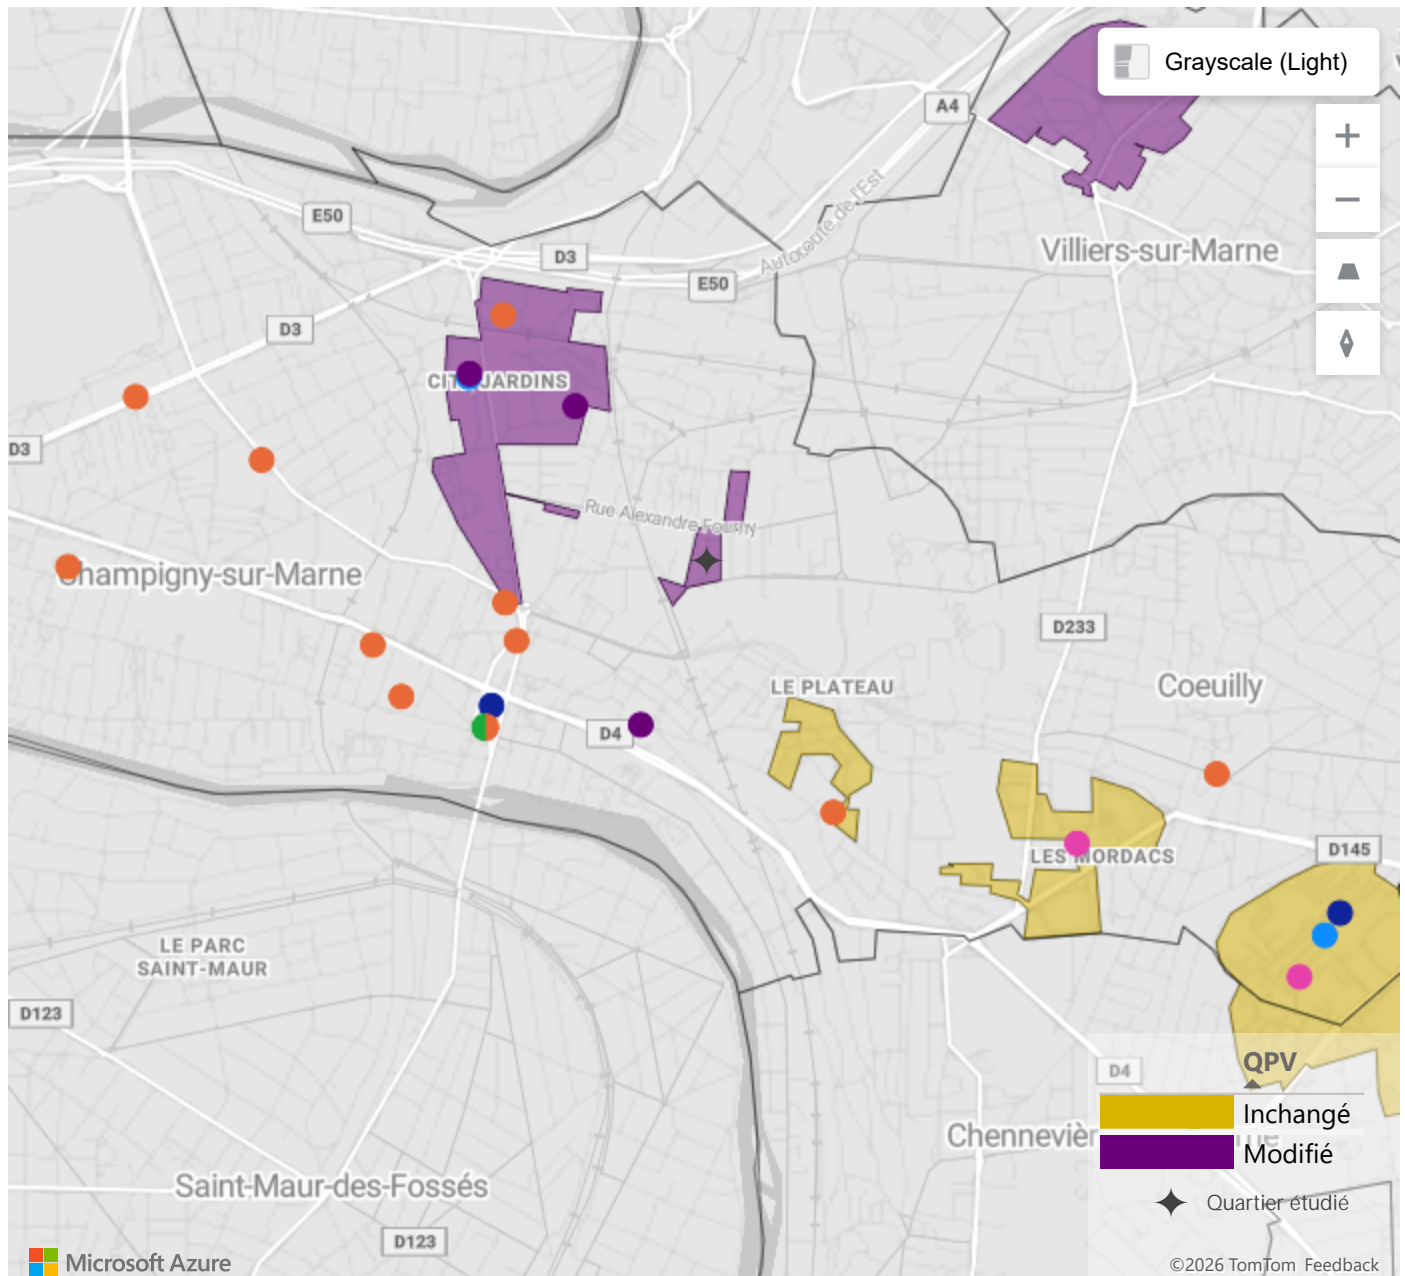 Grayscale (Light)
A4
E50
D3
Autoroute de l'Est
Villiers-sur-Marne
E50
D3
D3
JARDINS
Rue Alexandre Fourny
Champigny-sur-Marne
D233
LE PLATEAU
Coeuilly
D4
LES MORDACS
D145
LE PARC
SAINT-MAUR
D123
QPV
D4
Inchangé
Modifié
Quartier étudié
Saint-Maur-des-Fossés
D123
Microsoft Azure
©2026 TomTom Feedback